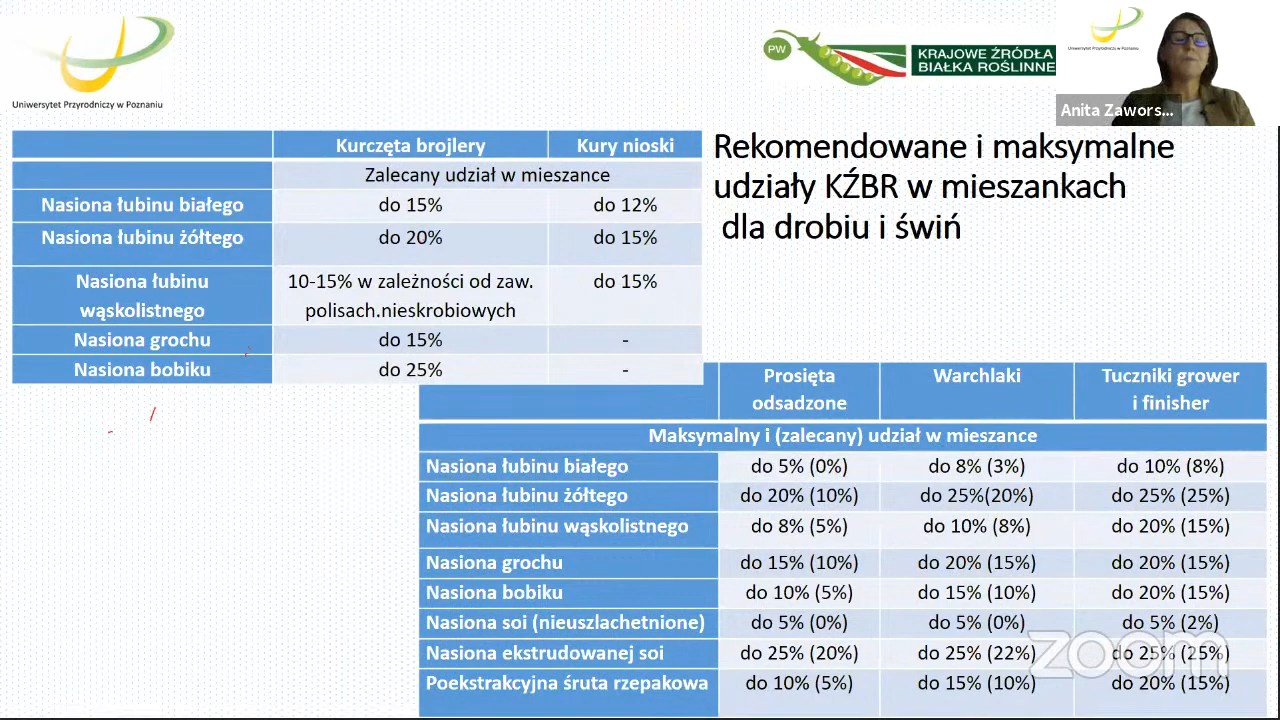 Uniwersytet Przyrodniczy w Poznaniu
PW
KRAJOWE ŹRÓDŁA
BIAŁKA ROŚLINNE
Uniwersytet Przyrodniczy w Poznaniu
Anita Zawors...
Rekomendowane i maksymalne
udziały KŹBR w mieszankach
dla drobiu i świń
Kurczęta brojlery Kury nioski
Zalecany udział w mieszance
Nasiona łubinu białego do 15% do 12%
Nasiona łubinu żółtego do 20% do 15%
Nasiona łubinu 10-15% w zależności od zaw. do 15%
wąskolistnego polisach.nieskrobiowych
Nasiona grochu do 15% -
Nasiona bobiku do 25% -
Prosięta Warchlaki Tuczniki grower
odsadzone i finisher
Maksymalny i (zalecany) udział w mieszance
Nasiona łubinu białego do 5% (0%) do 8% (3%) do 10% (8%)
Nasiona łubinu żółtego do 20% (10%) do 25%(20%) do 25% (25%)
Nasiona łubinu wąskolistnego do 8% (5%) do 10% (8%) do 20% (15%)
Nasiona grochu do 15% (10%) do 20% (15%) do 20% (15%)
Nasiona bobiku do 10% (5%) do 15% (10%) do 20% (15%)
Nasiona soi (nieuszlachetnione) do 5% (0%) do 5% (0%) do 5% (2%)
Nasiona ekstrudowanej soi do 25% (20%) do 25% (22%) do 25% (25%)
Poekstrakcyjna śruta rzepakowa do 10% (5%) do 15% (10%) do 20% (15%)
zoom